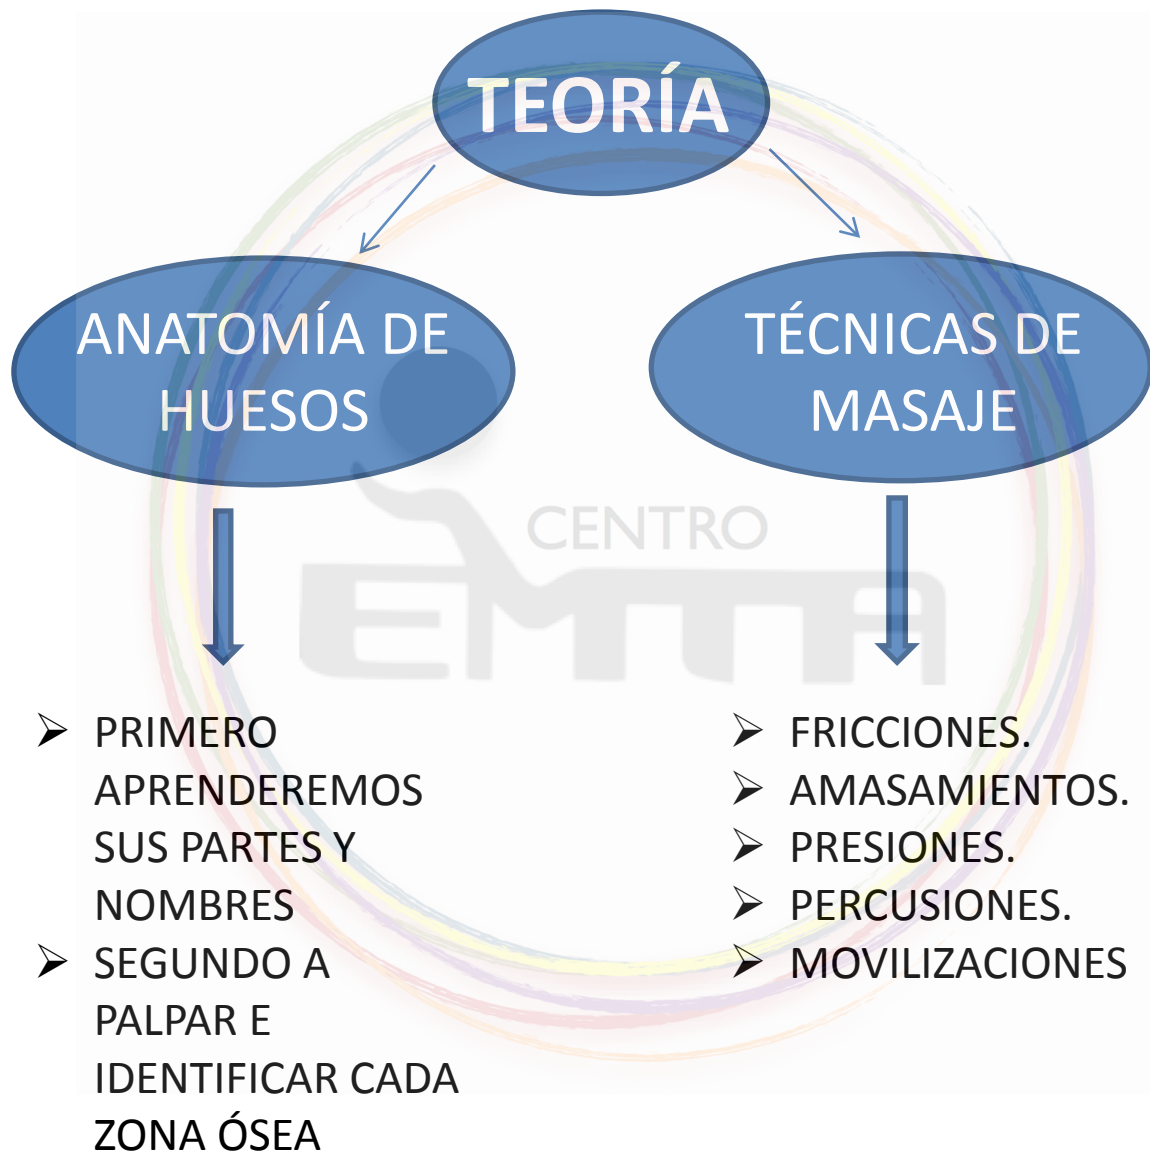 TEORÍA
ANATOMÍA DE
HUESOS
TÉCNICAS DE
MASAJE
CENTRO
EMTA
➢ PRIMERO
APRENDEREMOS
SUS PARTES Y
NOMBRES
➢ SEGUNDO A
PALPAR E
IDENTIFICAR CADA
ZONA ÓSEA
➢ FRICCIONES.
➢ AMASAMIENTOS.
➢ PRESIONES.
➢ PERCUSIONES.
➢ MOVILIZACIONES